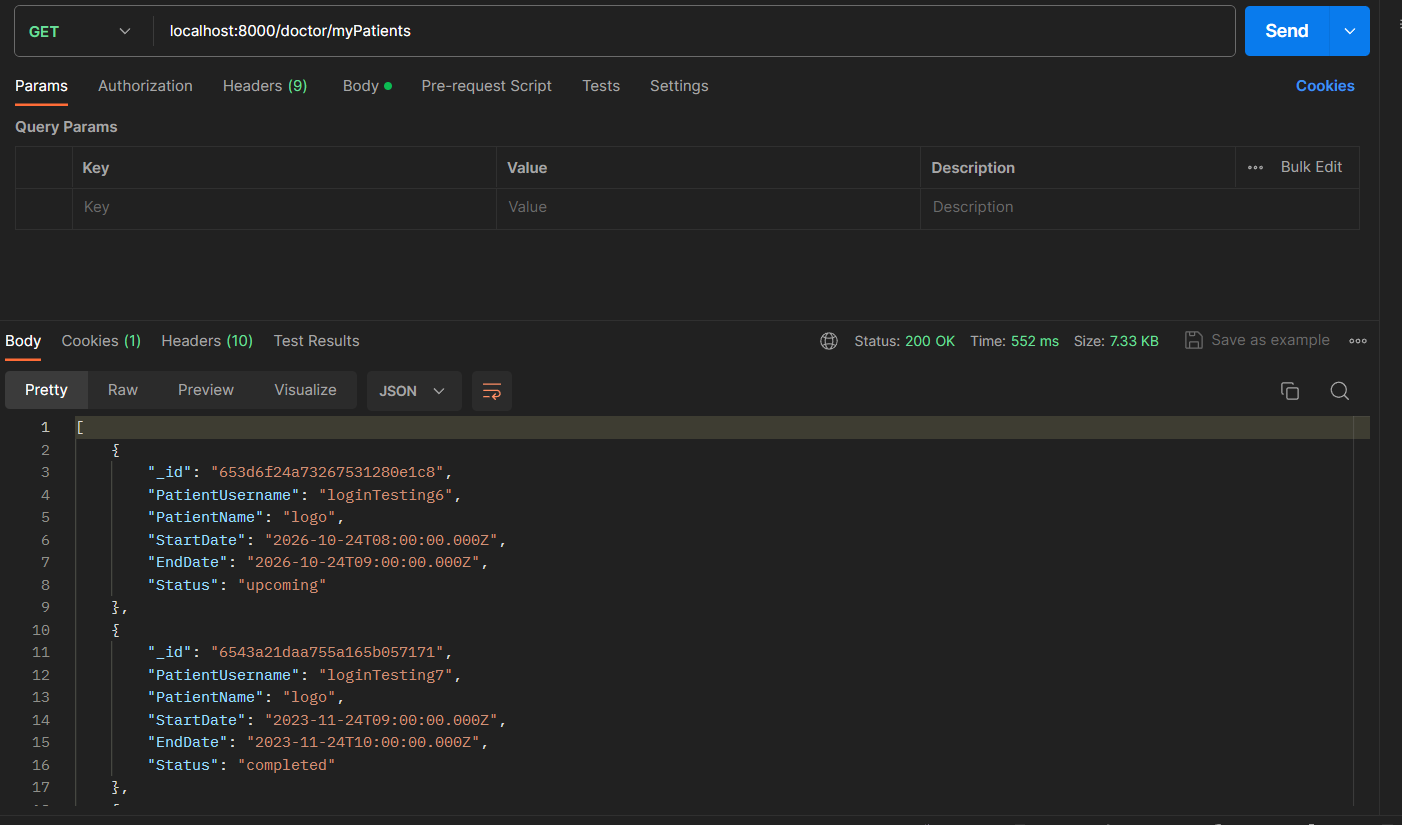 GET localhost:8000/doctor/myPatients Send
Params Authorization Headers (9) Body Pre-request Script Tests Settings Cookies
Query Params
Key Value Description ••• Bulk Edit
Key Value Description
Body Cookies (1) Headers (10) Test Results Status: 200 OK Time: 552 ms Size: 7.33 KB Save as example
Pretty Raw Preview Visualize JSON
1 [
2 {
3 "_id": "653d6f24a73267531280e1c8",
4 "PatientUsername": "loginTesting6",
5 "PatientName": "logo",
6 "StartDate": "2026-10-24T08:00:00.000Z",
7 "EndDate": "2026-10-24T09:00:00.000Z",
8 "Status": "upcoming"
9 },
10 {
11 "_id": "6543a21daa755a165b057171",
12 "PatientUsername": "loginTesting7",
13 "PatientName": "logo",
14 "StartDate": "2023-11-24T09:00:00.000Z",
15 "EndDate": "2023-11-24T10:00:00.000Z",
16 "Status": "completed"
17 },